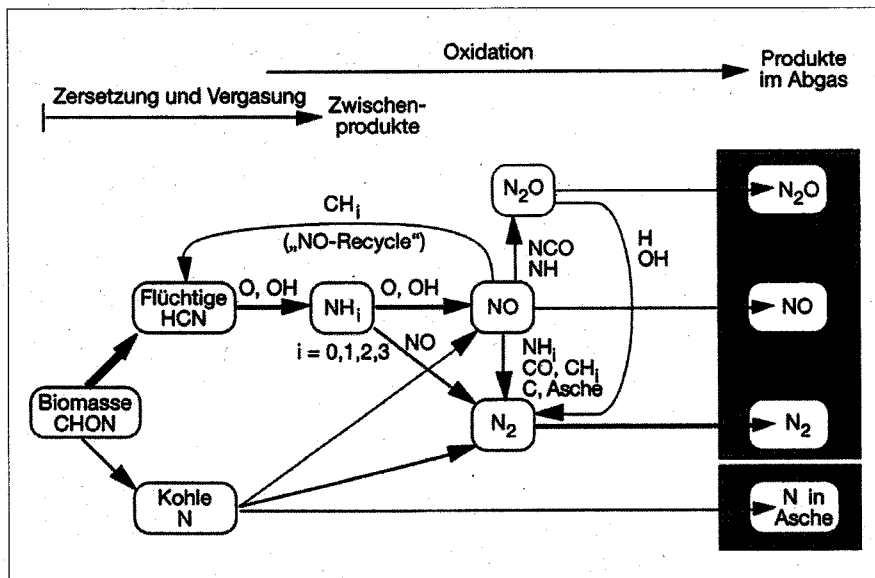 Oxidation
Produkte
im Abgas
Zersetzung und Vergasung
Zwischen-
produkte
N₂O
N₂O
CHᵢ
(„NO-Recycle“)
NCO
NH
H
OH
Flüchtige
HCN
O, OH
NHᵢ
O, OH
NO
NO
i = 0,1,2,3
NO
NHᵢ
CO, CHᵢ
C, Asche
Biomasse
CHON
N₂
N₂
Kohle
N
N in
Asche